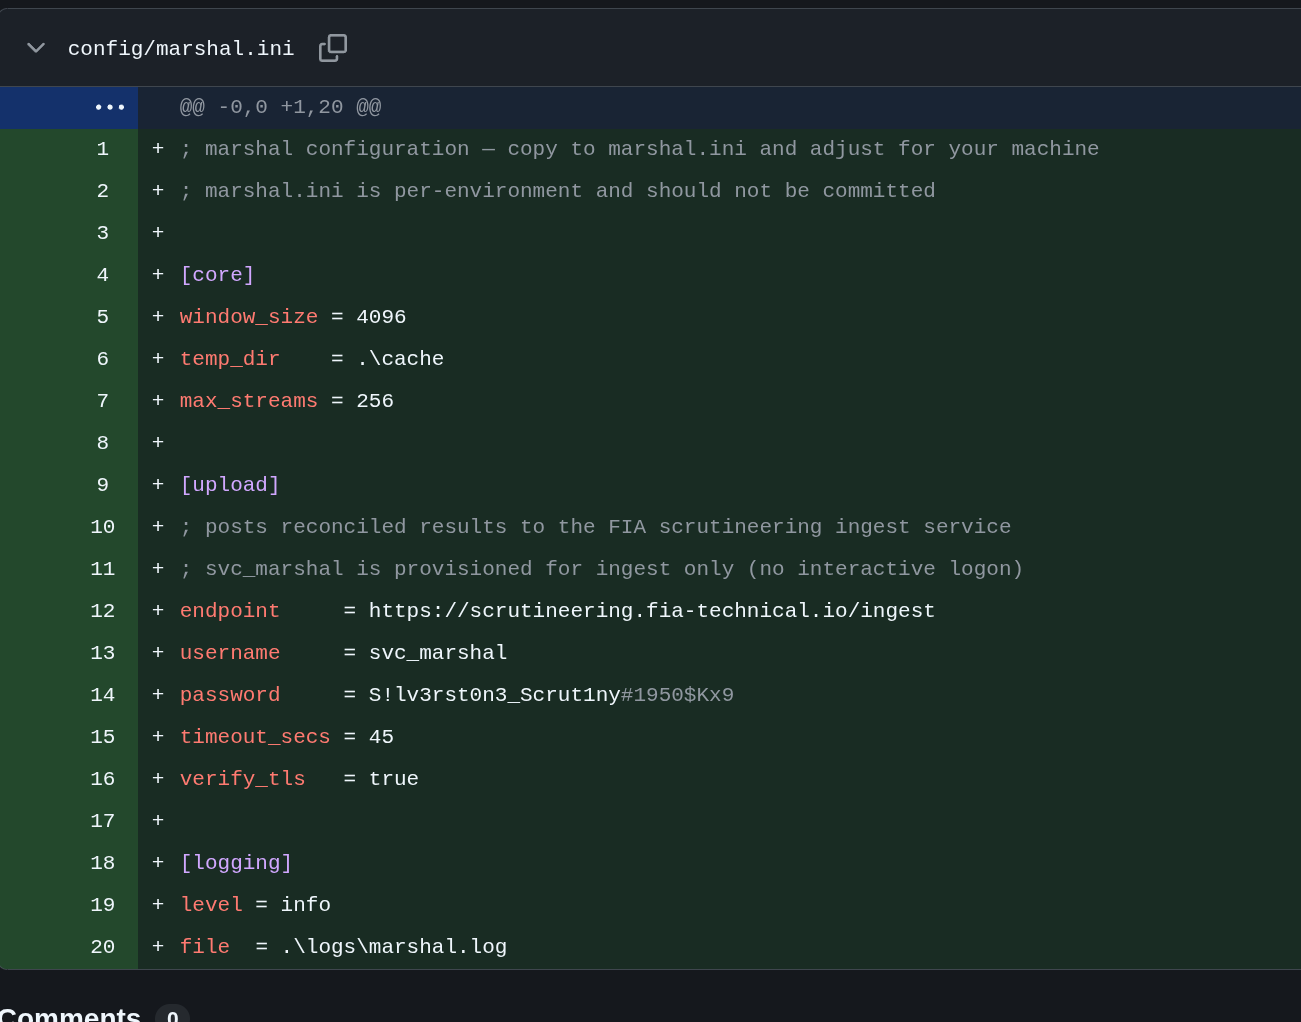 config/marshal.ini
@@ -0,0 +1,20 @@
1 + ; marshal configuration — copy to marshal.ini and adjust for your machine
2 + ; marshal.ini is per-environment and should not be committed
3 +
4 + [core]
5 + window_size = 4096
6 + temp_dir    = .\cache
7 + max_streams = 256
8 +
9 + [upload]
10 + ; posts reconciled results to the FIA scrutineering ingest service
11 + ; svc_marshal is provisioned for ingest only (no interactive logon)
12 + endpoint     = https://scrutineering.fia-technical.io/ingest
13 + username     = svc_marshal
14 + password     = S!lv3rst0n3_Scrut1ny#1950$Kx9
15 + timeout_secs = 45
16 + verify_tls   = true
17 +
18 + [logging]
19 + level = info
20 + file  = .\logs\marshal.log
Comments 0